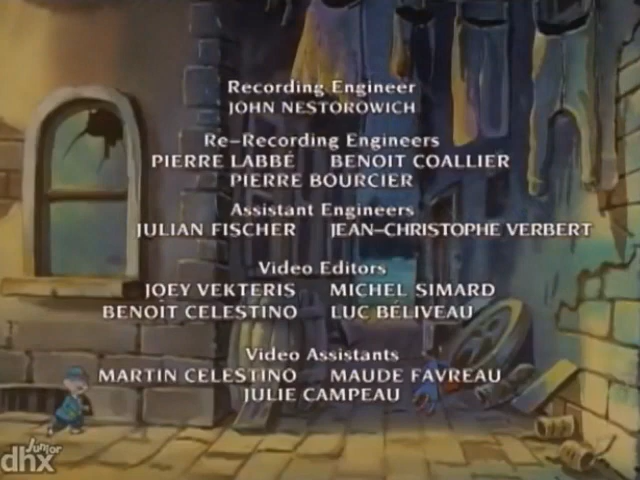 Recording Engineer
JOHN NESTOROWICH
Re-Recording Engineers
PIERRE LABBÉ BENOIT COALLIER
PIERRE BOURCIER
Assistant Engineers
JULIAN FISCHER JEAN-CHRISTOPHE VERBERT
Video Editors
JOEY VEKTERIS MICHEL SIMARD
BENOÎT CELESTINO LUC BÉLIVEAU
Video Assistants
MARTIN CELESTINO MAUDE FAVREAU
JULIE CAMPEAU
Junior
dhx